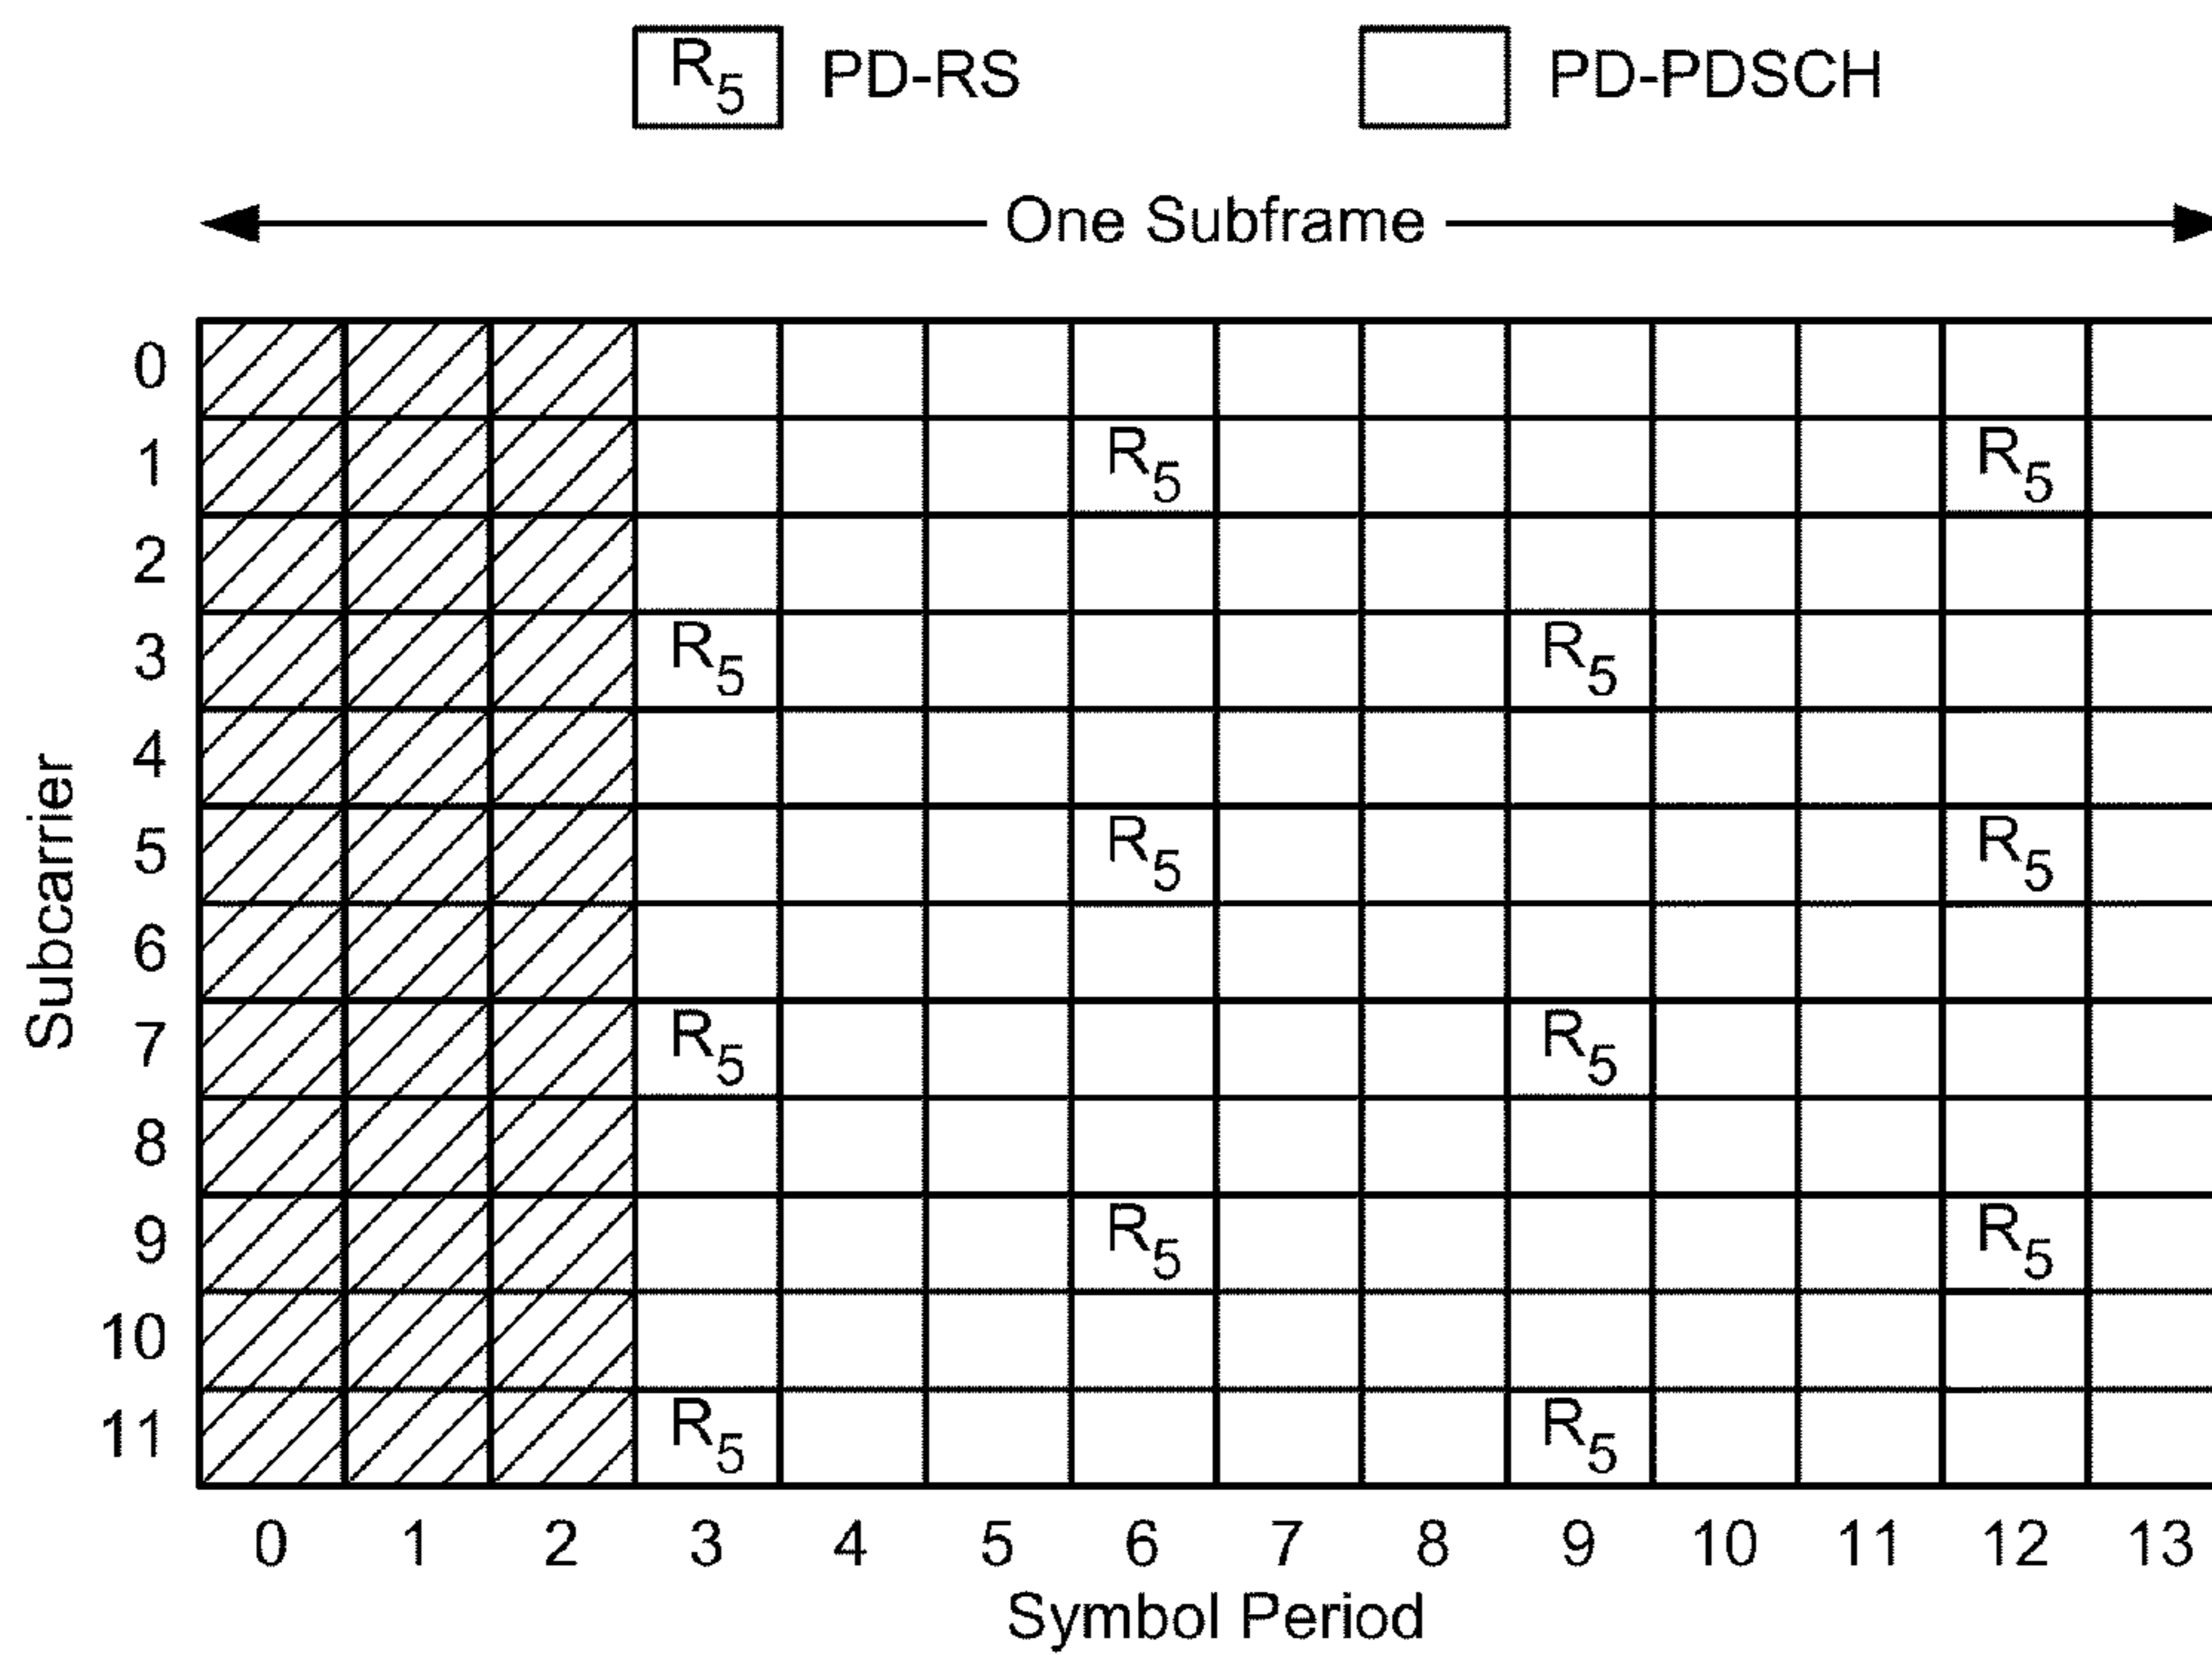 R5 PD-RS PD-PDSCH
One Subframe
0
1 R5 R5
2
3 R5 R5
4
5 R5 R5
6
7 R5 R5
8
9 R5 R5
10
11 R5 R5
Subcarrier
0 1 2 3 4 5 6 7 8 9 10 11 12 13
Symbol Period